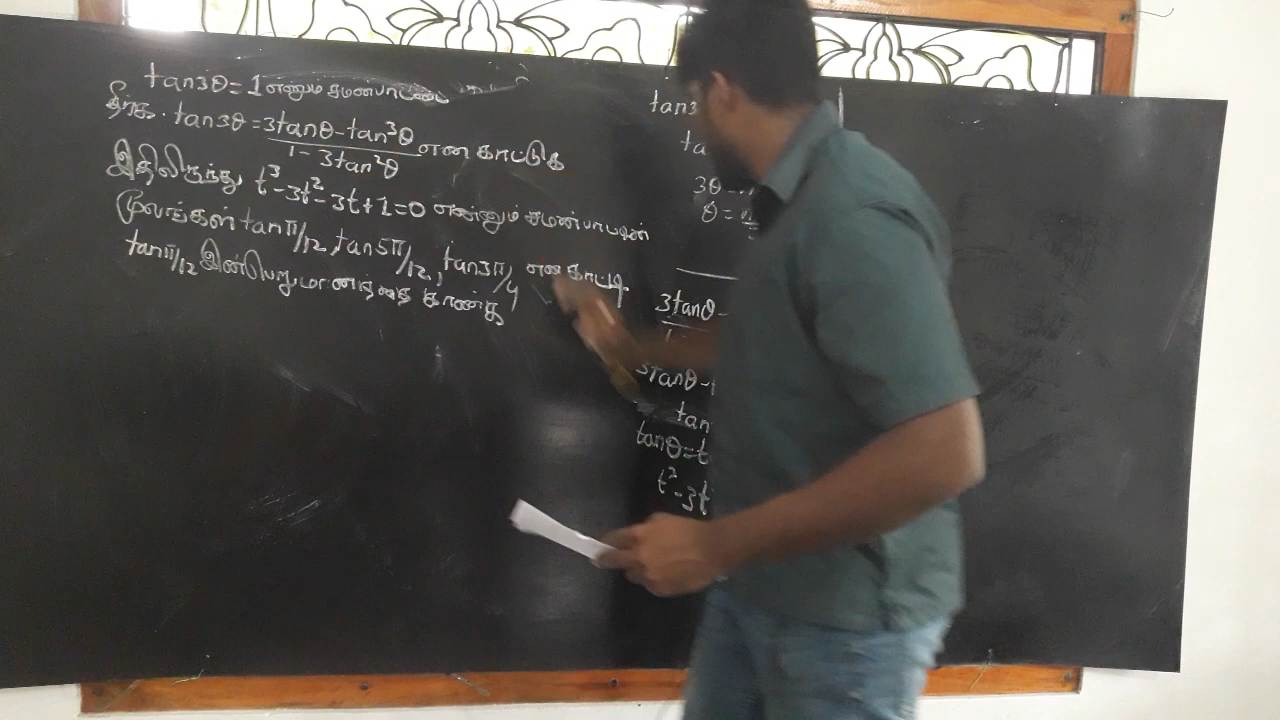 tan3θ = 1 எனும் சமன்பாட்டை
தீர்க்க. tan3θ = 3tanθ - tan³θ / 1 - 3tan²θ என காட்டுக
இதிலிருந்து t³ - 3t² - 3t + 1 = 0 என்னும் சமன்பாட்டின்
மூலங்கள் tanπ/12, tan5π/12, tan3π/4 என காட்டி
tanπ/12 இன் பெறுமானத்தை காண்க
tan3
ta
3θ
θ =
3tanθ -
1 -
3tanθ -
tan
tanθ = t
t² - 3t